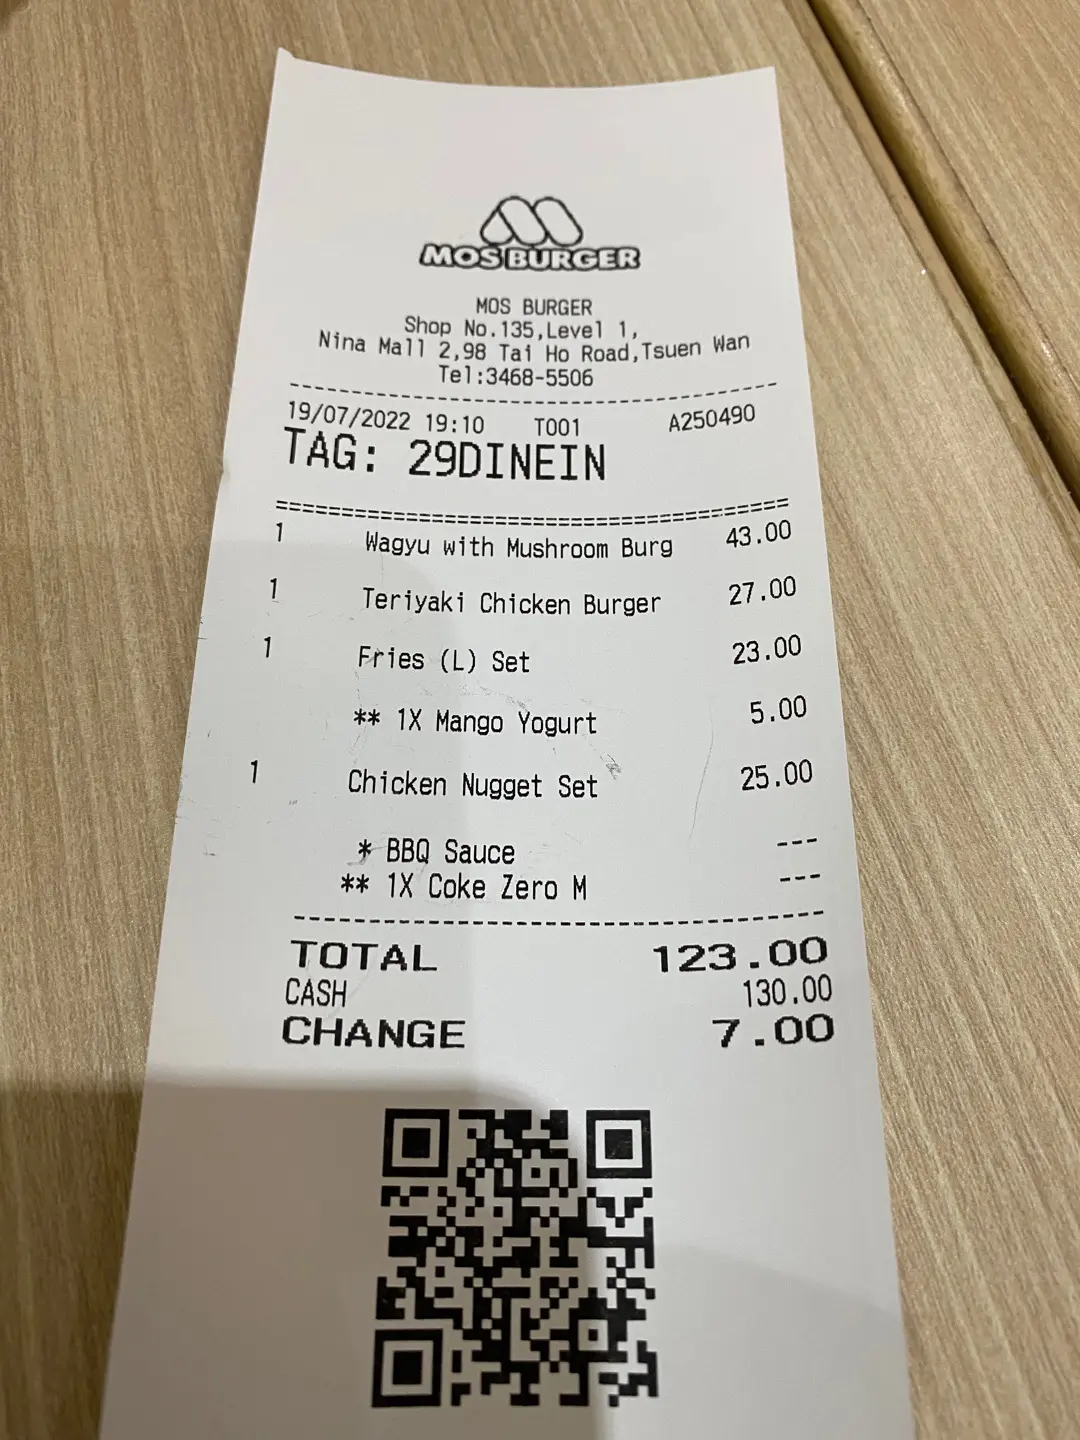 MOS BURGER
MOS BURGER
Shop No.135,Level 1,
Nina Mall 2,98 Tai Ho Road,Tsuen Wan
Tel:3468-5506
19/07/2022 19:10 T001 A250490
TAG: 29DINEIN
1 Wagyu with Mushroom Burg 43.00
1 Teriyaki Chicken Burger 27.00
1 Fries (L) Set 23.00
** 1X Mango Yogurt 5.00
1 Chicken Nugget Set 25.00
* BBQ Sauce ---
** 1X Coke Zero M ---
TOTAL 123.00
CASH 130.00
CHANGE 7.00